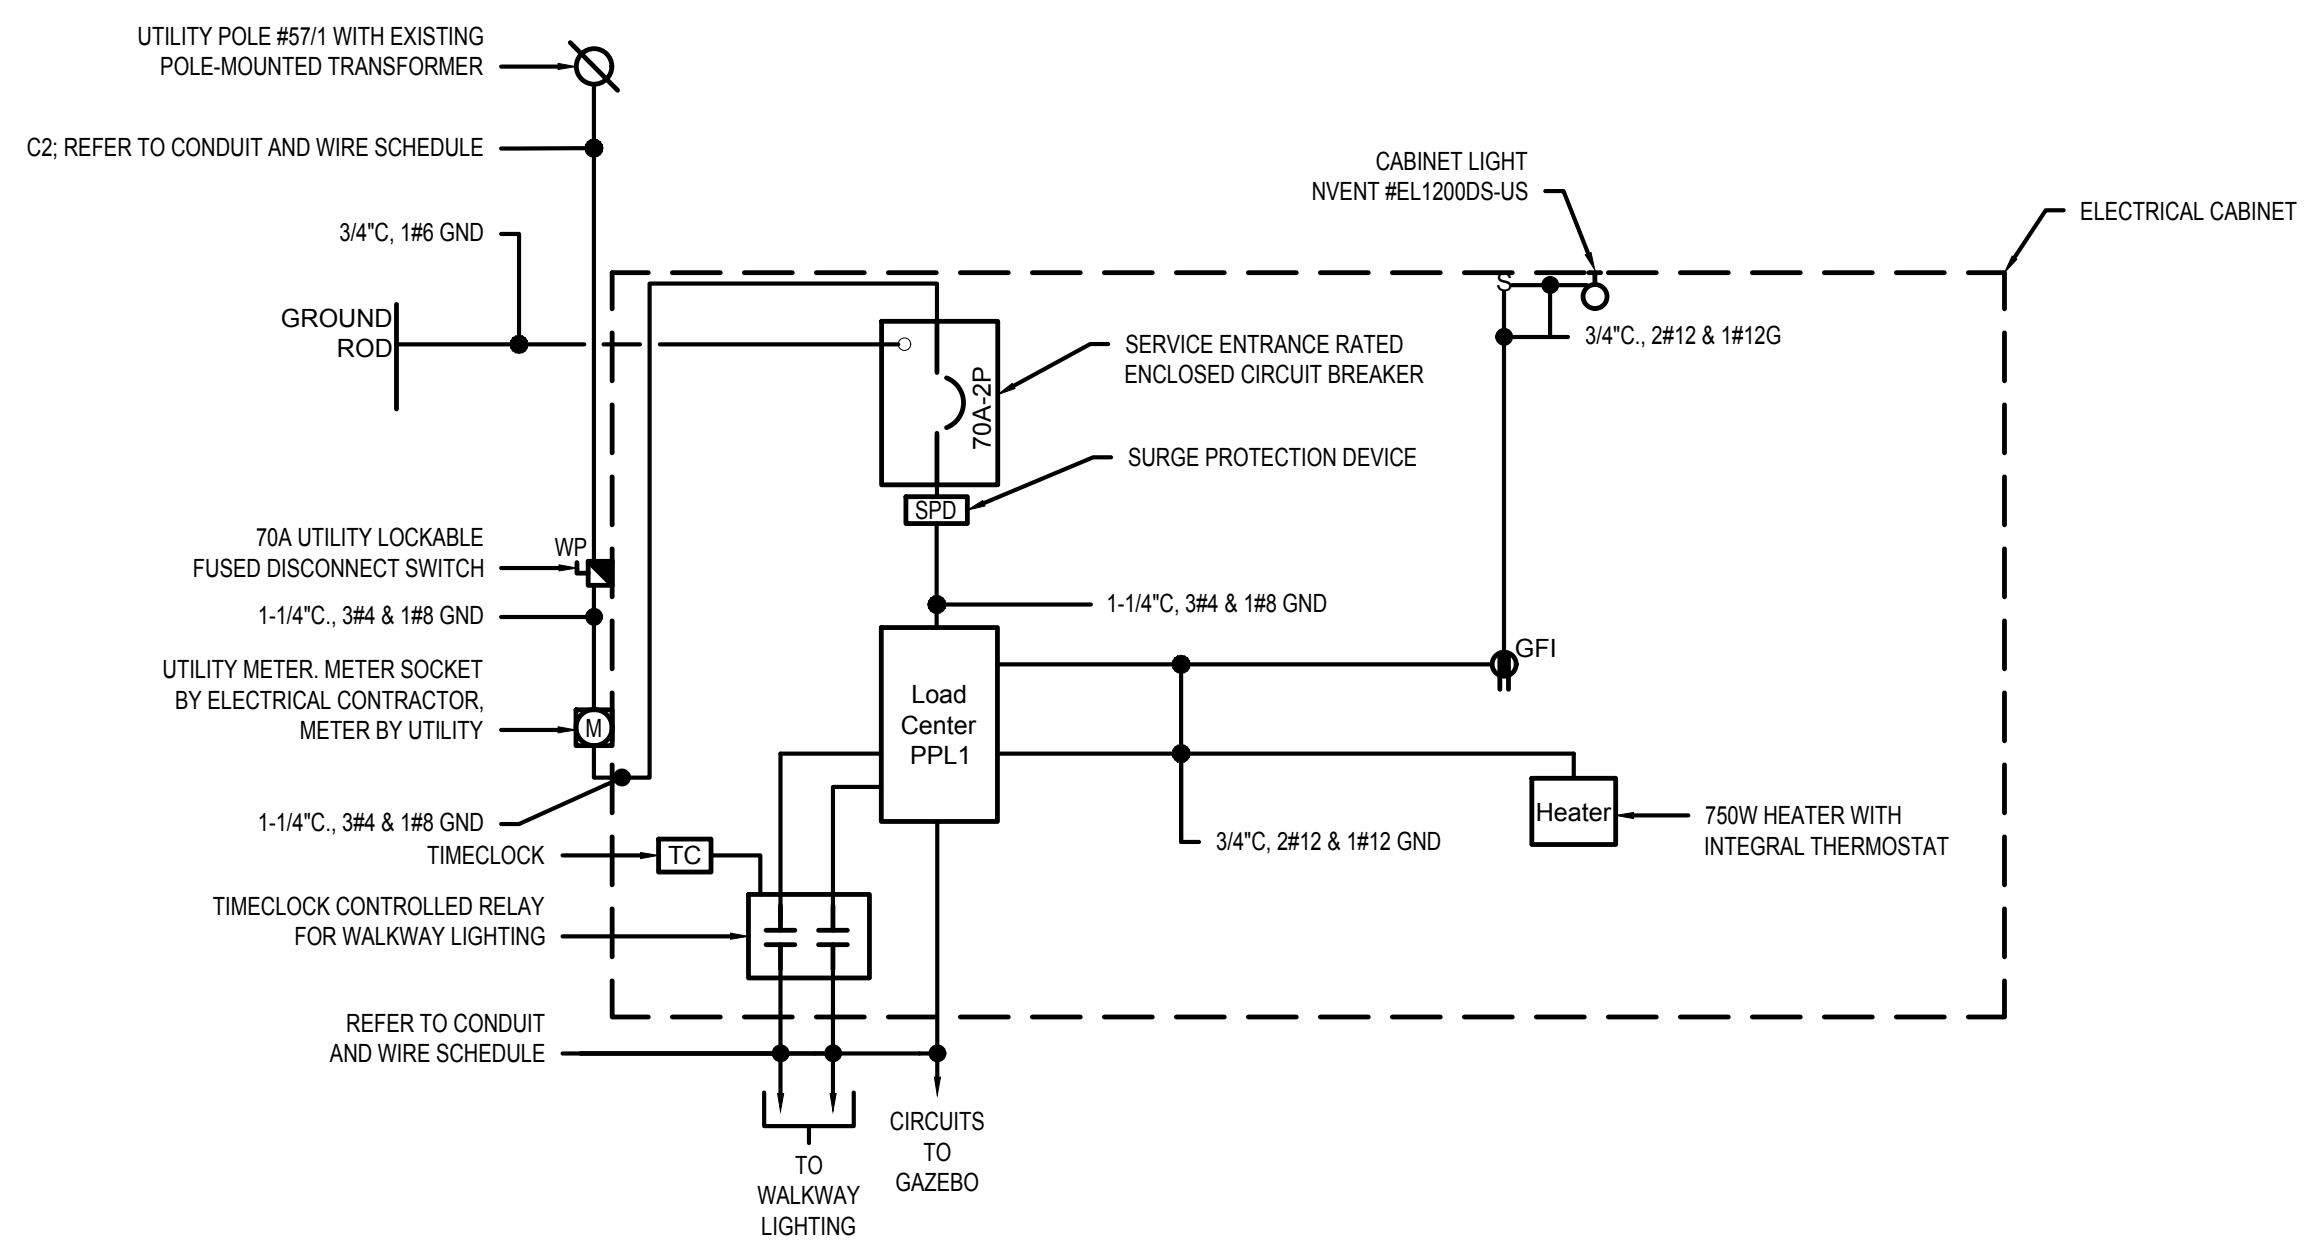 UTILITY POLE #57/1 WITH EXISTING
POLE-MOUNTED TRANSFORMER
C2; REFER TO CONDUIT AND WIRE SCHEDULE
CABINET LIGHT
NVENT #EL1200DS-US
ELECTRICAL CABINET
3/4"C, 1#6 GND
S
GROUND
ROD
3/4"C., 2#12 & 1#12G
SERVICE ENTRANCE RATED
ENCLOSED CIRCUIT BREAKER
70A-2P
SURGE PROTECTION DEVICE
SPD
70A UTILITY LOCKABLE
FUSED DISCONNECT SWITCH
WP
1-1/4"C., 3#4 & 1#8 GND
1-1/4"C, 3#4 & 1#8 GND
GFI
UTILITY METER. METER SOCKET
BY ELECTRICAL CONTRACTOR,
METER BY UTILITY
M
Load
Center
PPL1
1-1/4"C., 3#4 & 1#8 GND
Heater
750W HEATER WITH
INTEGRAL THERMOSTAT
3/4"C, 2#12 & 1#12 GND
TIMECLOCK
TC
TIMECLOCK CONTROLLED RELAY
FOR WALKWAY LIGHTING
REFER TO CONDUIT
AND WIRE SCHEDULE
TO
WALKWAY
LIGHTING
CIRCUITS
TO
GAZEBO